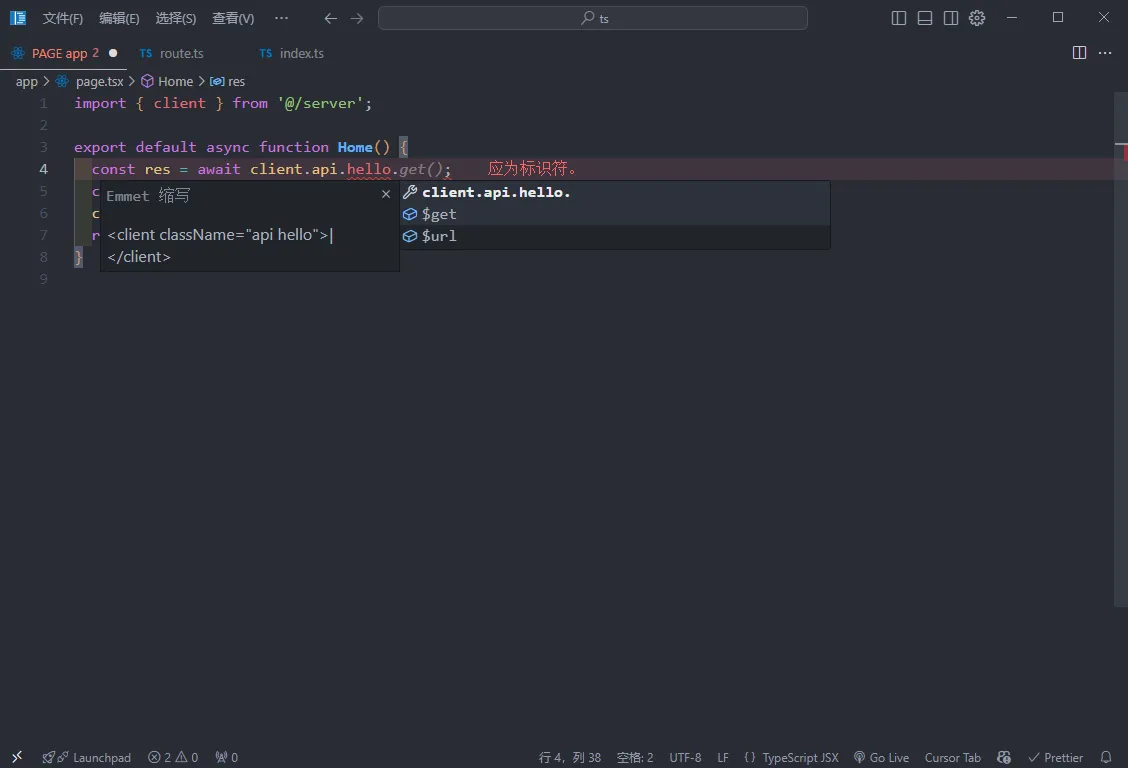 文件(F) 编辑(E) 选择(S) 查看(V) ··· ts
PAGE app 2 TS route.ts TS index.ts
app > page.tsx > Home > res
1 import { client } from '@/server';
2
3 export default async function Home() {
4 const res = await client.api.hello.get(); 应为标识符。
5 c
6 c
7 r
8 }
9
Emmet 缩写 ×
<client className="api hello">|
</client>
client.api.hello.
$get
$url
Launchpad 2 0 0 行 4，列 38 空格: 2 UTF-8 LF { } TypeScript JSX Go Live Cursor Tab Prettier